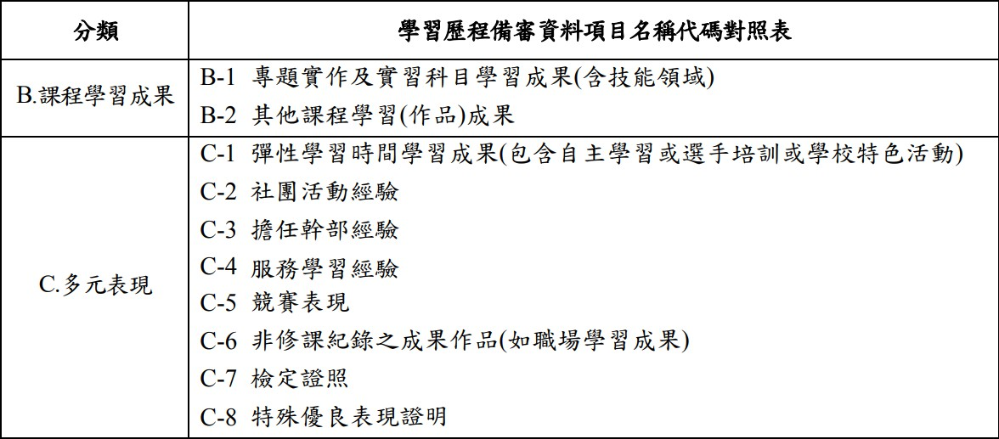 分類
學習歷程備審資料項目名稱代碼對照表
B.課程學習成果
B-1 專題實作及實習科目學習成果(含技能領域)
B-2 其他課程學習(作品)成果
C.多元表現
C-1 彈性學習時間學習成果(包含自主學習或選手培訓或學校特色活動)
C-2 社團活動經驗
C-3 擔任幹部經驗
C-4 服務學習經驗
C-5 競賽表現
C-6 非修課紀錄之成果作品(如職場學習成果)
C-7 檢定證照
C-8 特殊優良表現證明